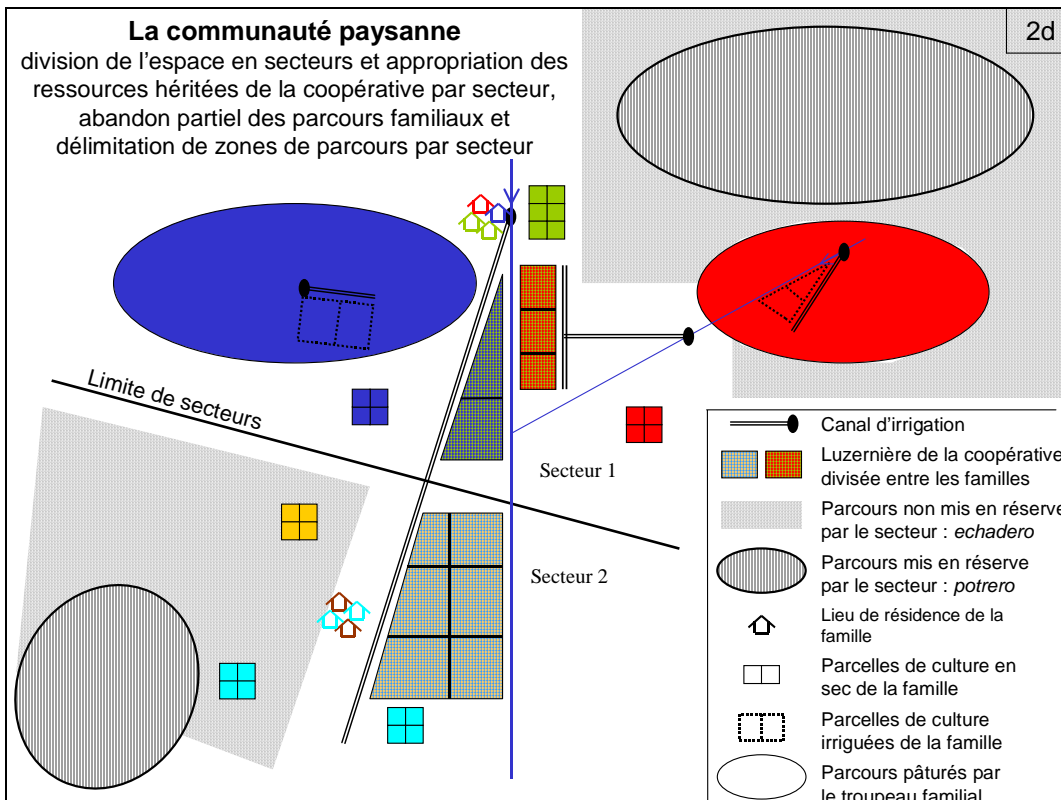 La communauté paysanne
division de l'espace en secteurs et appropriation des
ressources héritées de la coopérative par secteur,
abandon partiel des parcours familiaux et
délimitation de zones de parcours par secteur
2d
Limite de secteurs
Secteur 1
Secteur 2
Canal d'irrigation
Luzernière de la coopérative
divisée entre les familles
Parcours non mis en réserve
par le secteur : echadero
Parcours mis en réserve
par le secteur : potrero
Lieu de résidence de la
famille
Parcelles de culture en
sec de la famille
Parcelles de culture
irriguées de la famille
Parcours pâturés par
le troupeau familial